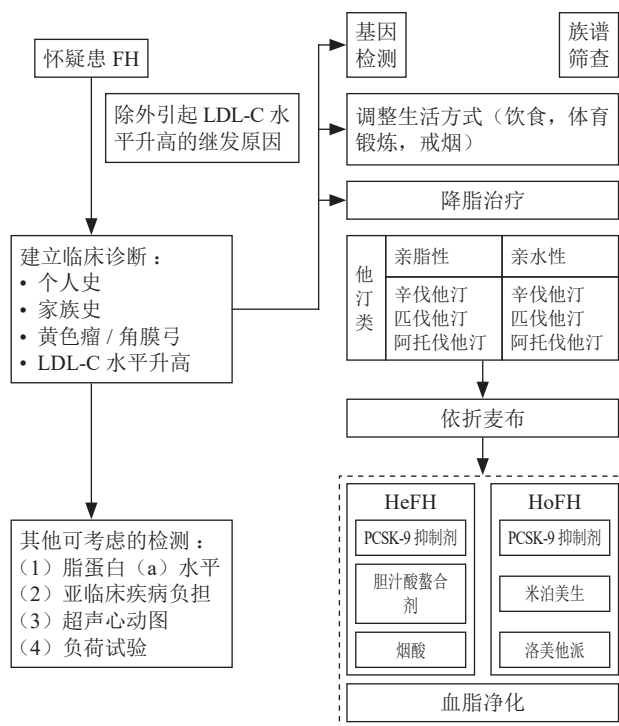 怀疑患 FH
除外引起 LDL-C 水
平升高的继发原因
建立临床诊断：
• 个人史
• 家族史
• 黄色瘤 / 角膜弓
• LDL-C 水平升高
其他可考虑的检测：
（1）脂蛋白（a）水平
（2）亚临床疾病负担
（3）超声心动图
（4）负荷试验
基因
检测
族谱
筛查
调整生活方式（饮食，体育
锻炼，戒烟）
降脂治疗
他
汀
类
亲脂性
辛伐他汀
匹伐他汀
阿托伐他汀
亲水性
辛伐他汀
匹伐他汀
阿托伐他汀
依折麦布
HeFH
PCSK-9 抑制剂
胆汁酸螯合
剂
烟酸
HoFH
PCSK-9 抑制剂
米泊美生
洛美他派
血脂净化